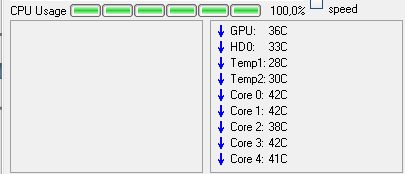 CPU Usage 100,0% speed
GPU: 36C
HD0: 33C
Temp1: 28C
Temp2: 30C
Core 0: 42C
Core 1: 42C
Core 2: 38C
Core 3: 42C
Core 4: 41C